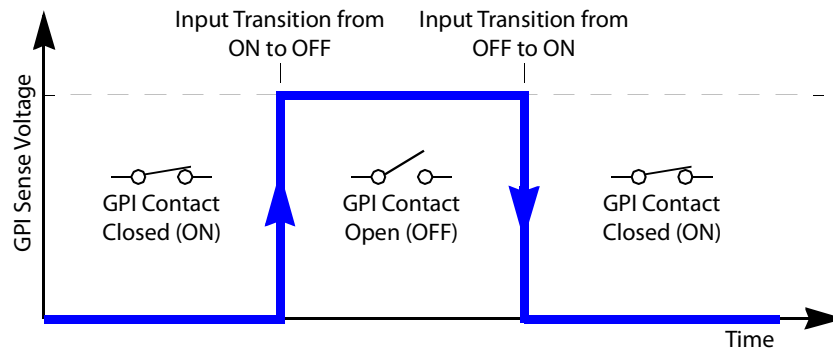 Input Transition from
ON to OFF
Input Transition from
OFF to ON
GPI Sense Voltage
GPI Contact
Closed (ON)
GPI Contact
Open (OFF)
GPI Contact
Closed (ON)
Time